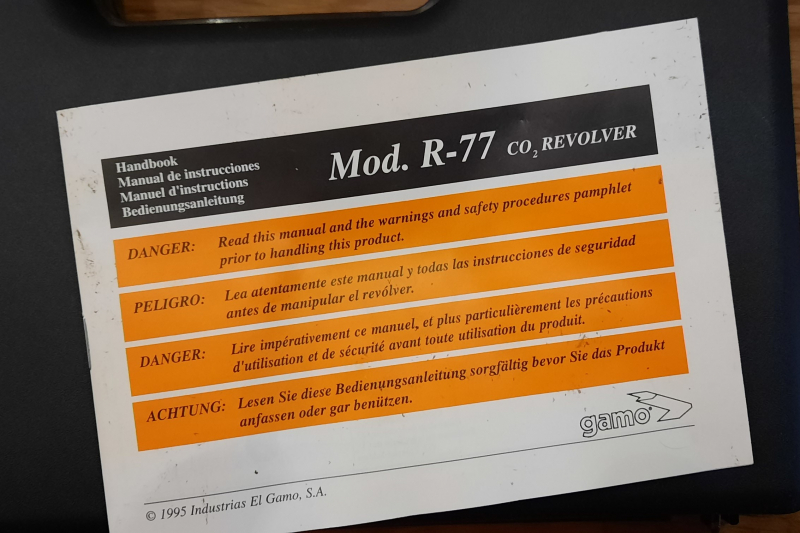 Handbook
Manual de instrucciones
Manuel d'instructions
Bedienungsanleitung
Mod. R-77 CO₂ REVOLVER
DANGER: Read this manual and the warnings and safety procedures pamphlet
prior to handling this product.
PELIGRO: Lea atentamente este manual y todas las instrucciones de seguridad
antes de manipular el revólver.
DANGER: Lire impérativement ce manuel, et plus particulièrement les précautions
d'utilisation et de sécurité avant toute utilisation du produit.
ACHTUNG: Lesen Sie diese Bedienungsanleitung sorgfältig bevor Sie das Produkt
anfassen oder gar benützen.
gamo
© 1995 Industrias El Gamo, S.A.